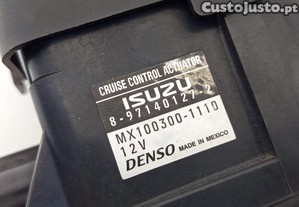 CustoJusto.pt
CRUISE CONTROL ACTUATOR
ISUZU
8-97140127-2
MX100300-1110
12V
DENSO MADE IN MEXICO